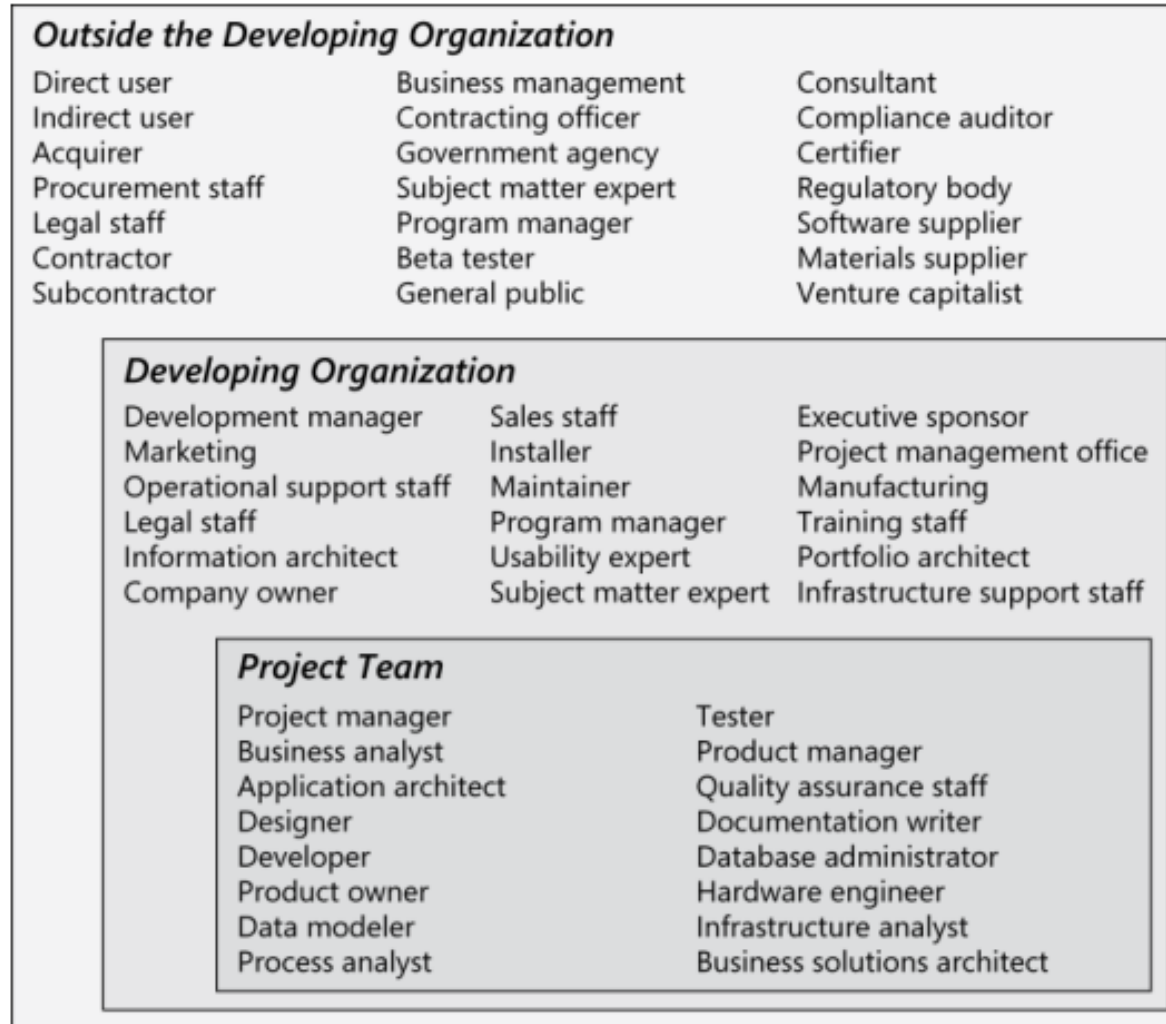 Outside the Developing Organization
Direct user Business management Consultant
Indirect user Contracting officer Compliance auditor
Acquirer Government agency Certifier
Procurement staff Subject matter expert Regulatory body
Legal staff Program manager Software supplier
Contractor Beta tester Materials supplier
Subcontractor General public Venture capitalist
Developing Organization
Development manager Sales staff Executive sponsor
Marketing Installer Project management office
Operational support staff Maintainer Manufacturing
Legal staff Program manager Training staff
Information architect Usability expert Portfolio architect
Company owner Subject matter expert Infrastructure support staff
Project Team
Project manager Tester
Business analyst Product manager
Application architect Quality assurance staff
Designer Documentation writer
Developer Database administrator
Product owner Hardware engineer
Data modeler Infrastructure analyst
Process analyst Business solutions architect